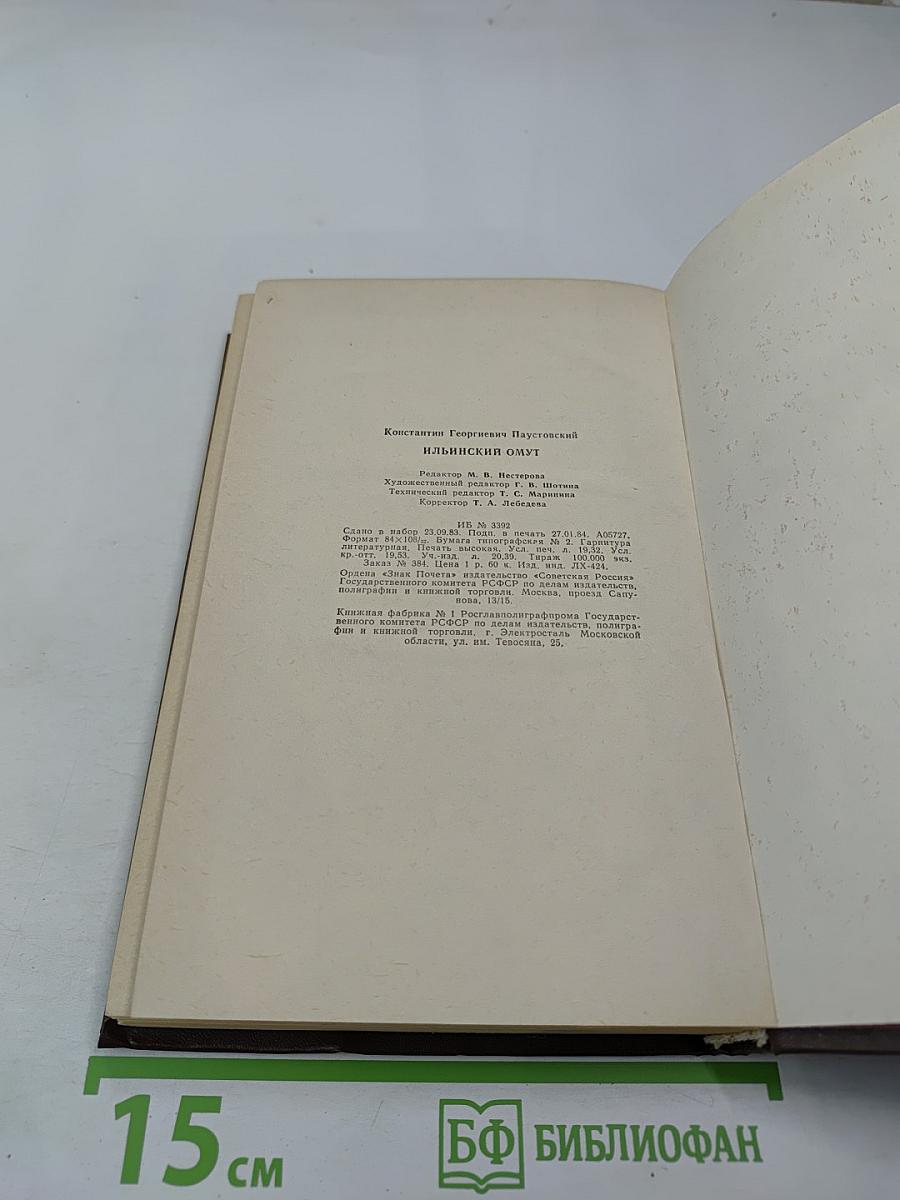 Константин Георгиевич Паустовский
ИЛЬИНСКИЙ ОМУТ
Редактор М. В. Нестерова
Художественный редактор Г. В. Шотина
Технический редактор Т. С. Маринина
Корректор Т. А. Лебедева
ИБ № 3392
Сдано в набор 23.09.83. Подп. в печать 27.01.84. А05727.
Формат 84×108/32. Бумага типографская № 2. Гарнитура
литературная. Печать высокая. Усл. печ. л. 19,32. Усл.
кр.-отт. 19,53. Уч.-изд. л. 20,39. Тираж 100.000 экз.
Заказ № 384. Цена 1 р. 60 к. Изд. инд. ЛХ-424.
Ордена «Знак Почета» издательство «Советская Россия»
Государственного комитета РСФСР по делам издательств,
полиграфии и книжной торговли. Москва, проезд Сапу-
нова, 13/15.
Книжная фабрика № 1 Росглавполиграфпрома Государст-
венного комитета РСФСР по делам издательств, полигра-
фии и книжной торговли, г. Электросталь Московской
области, ул. им. Тевосяна, 25.
15 см
БФ БИБЛИОФАН